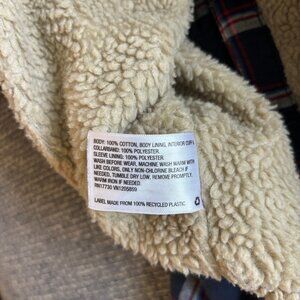 BODY: 100% COTTON, BODY LINING, INTERIOR CUFF &
COLLARBAND: 100% POLYESTER.
SLEEVE LINING: 100% POLYESTER.
WASH BEFORE WEAR, MACHINE WASH WARM WITH
LIKE COLORS, ONLY NON-CHLORINE BLEACH IF
NEEDED, TUMBLE DRY LOW, REMOVE PROMPTLY,
WARM IRON IF NEEDED.
RN17730 VN1205859
LABEL MADE FROM 100% RECYCLED PLASTIC.